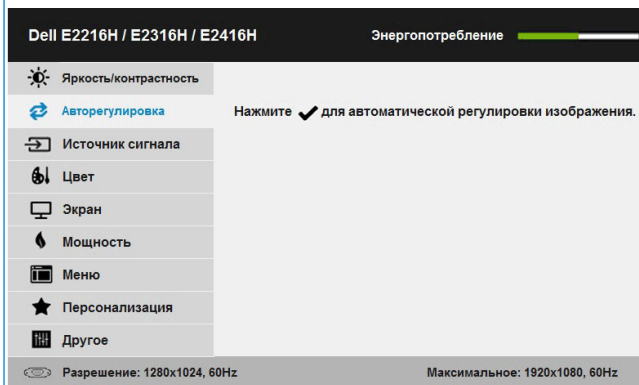 Dell E2216H / E2316H / E2416H Энергопотребление
Яркость/контрастность
Авторегулировка
Нажмите для автоматической регулировки изображения.
Источник сигнала
Цвет
Экран
Мощность
Меню
Персонализация
Другое
Разрешение: 1280x1024, 60Hz Максимальное: 1920x1080, 60Hz